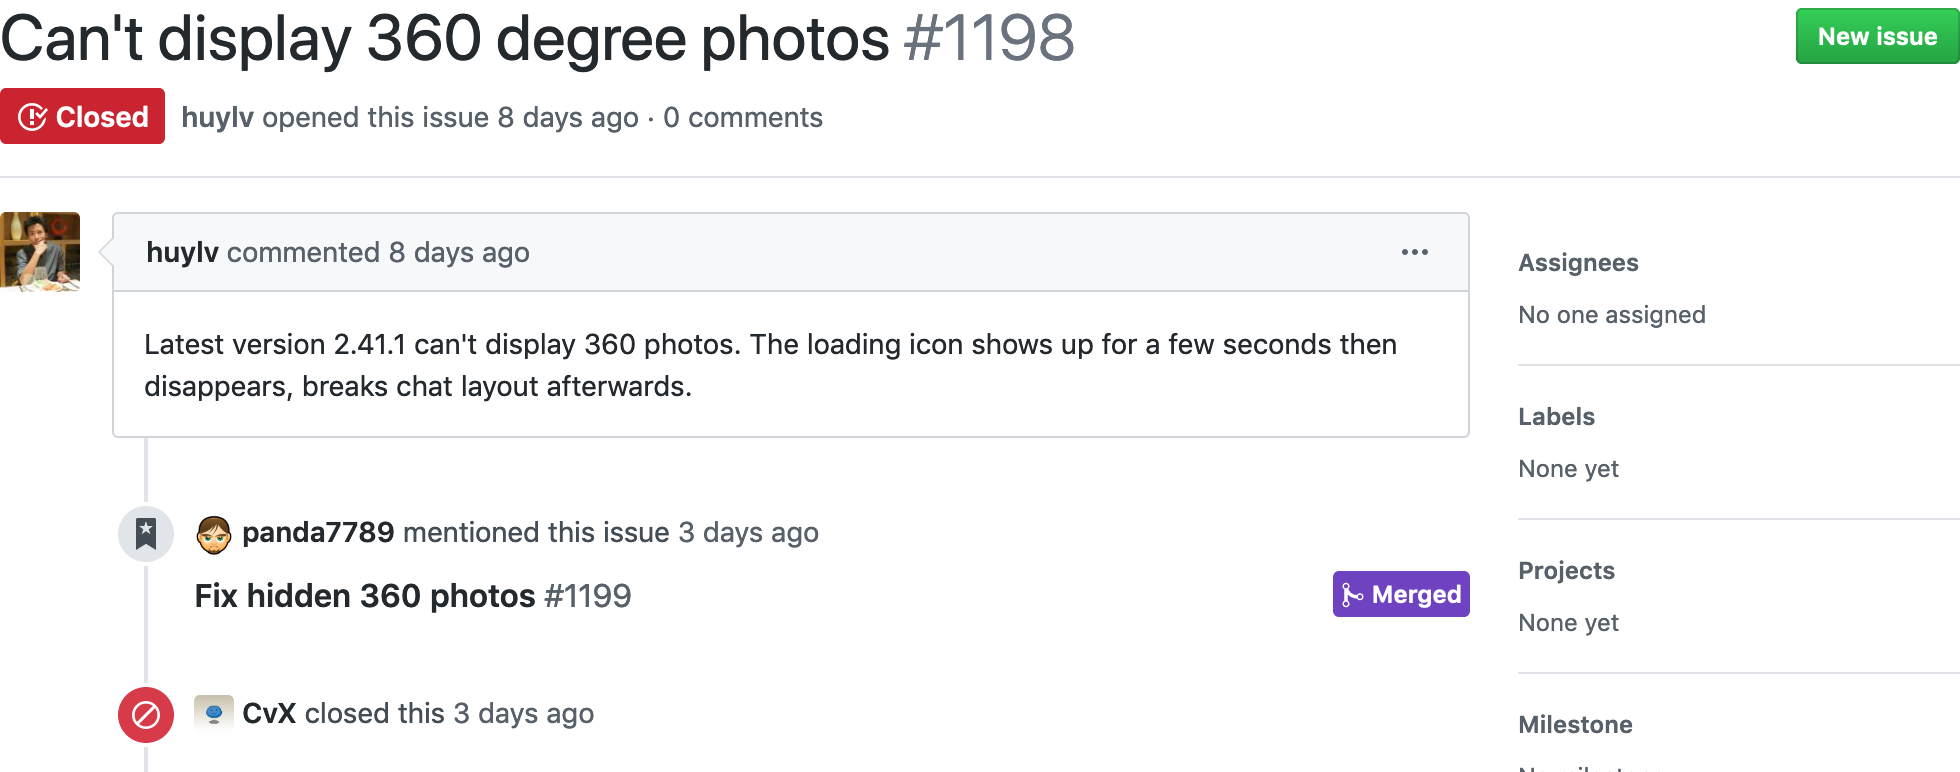 Can't display 360 degree photos #1198
New issue
Closed
huylv opened this issue 8 days ago · 0 comments
huylv commented 8 days ago
Latest version 2.41.1 can't display 360 photos. The loading icon shows up for a few seconds then
disappears, breaks chat layout afterwards.
panda7789 mentioned this issue 3 days ago
Fix hidden 360 photos #1199
Merged
CvX closed this 3 days ago
Assignees
No one assigned
Labels
None yet
Projects
None yet
Milestone